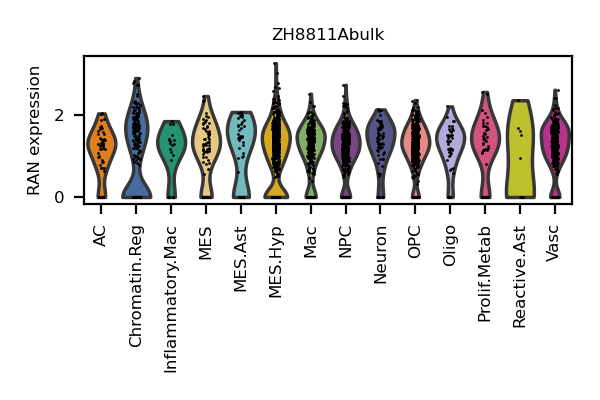 ZH8811Abulk
RAN expression
2
0
AC
Chromatin.Reg
Inflammatory.Mac
MES
MES.Ast
MES.Hyp
Mac
NPC
Neuron
OPC
Oligo
Prolif.Metab
Reactive.Ast
Vasc